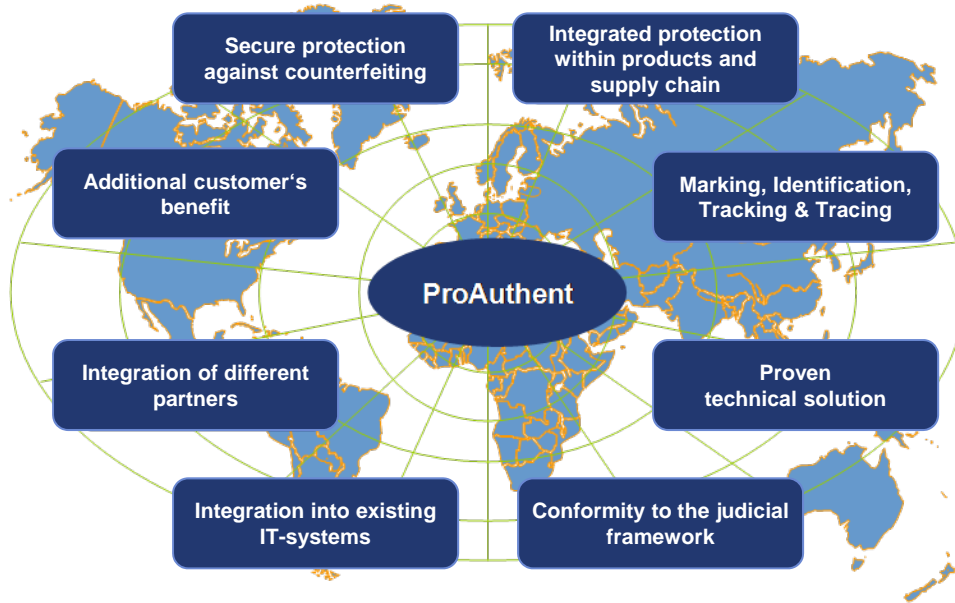 Secure protection
against counterfeiting
Integrated protection
within products and
supply chain
Additional customer‘s
benefit
Marking, Identification,
Tracking & Tracing
ProAuthent
Integration of different
partners
Proven
technical solution
Integration into existing
IT-systems
Conformity to the judicial
framework